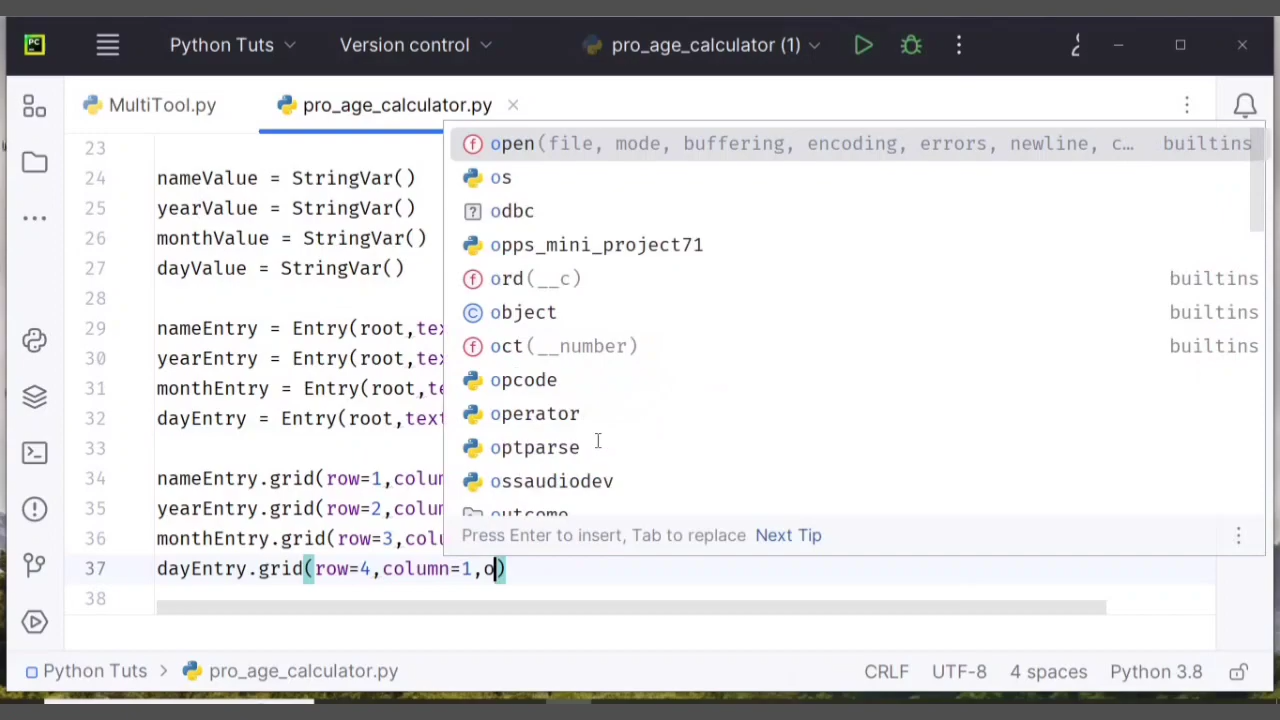 PC
Python Tuts
Version control
pro_age_calculator (1)
MultiTool.py
pro_age_calculator.py
23
24 nameValue = StringVar()
25 yearValue = StringVar()
26 monthValue = StringVar()
27 dayValue = StringVar()
28
29 nameEntry = Entry(root,tex
30 yearEntry = Entry(root,tex
31 monthEntry = Entry(root,te
32 dayEntry = Entry(root,text
33
34 nameEntry.grid(row=1,colum
35 yearEntry.grid(row=2,colum
36 monthEntry.grid(row=3,colu
37 dayEntry.grid(row=4,column=1,o)
38
open(file, mode, buffering, encoding, errors, newline, c… builtins
os
odbc
opps_mini_project71
ord(__c) builtins
object builtins
oct(__number) builtins
opcode
operator
optparse
ossaudiodev
outcome
Press Enter to insert, Tab to replace Next Tip
Python Tuts > pro_age_calculator.py
CRLF UTF-8 4 spaces Python 3.8